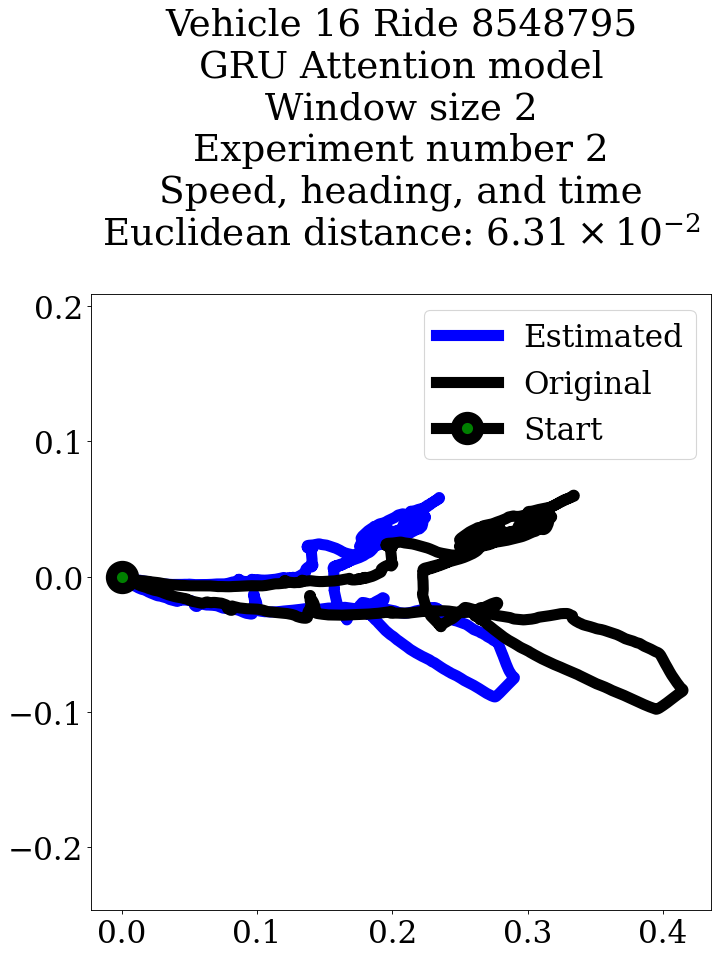 Vehicle 16 Ride 8548795
GRU Attention model
Window size 2
Experiment number 2
Speed, heading, and time
Euclidean distance: 6.31 × 10⁻²
Estimated
Original
Start
0.2
0.1
0.0
−0.1
−0.2
0.0 0.1 0.2 0.3 0.4